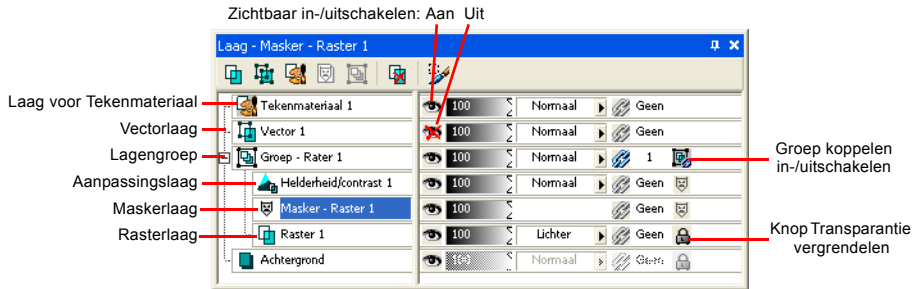 Zichtbaar in-/uitschakelen: Aan Uit
Laag - Masker - Raster 1
Laag voor Tekenmateriaal
Tekenmateriaal 1 100 Normaal Geen
Vectorlaag
Vector 1 100 Normaal Geen
Lagengroep
Groep - Rater 1 100 Normaal 1
Groep koppelen
in-/uitschakelen
Aanpassingslaag
Helderheid/contrast 1 100 Normaal Geen
Maskerlaag
Masker - Raster 1 100 Geen
Rasterlaag
Raster 1 100 Lichter Geen
Knop Transparantie
vergrendelen
Achtergrond 100 Normaal Geen